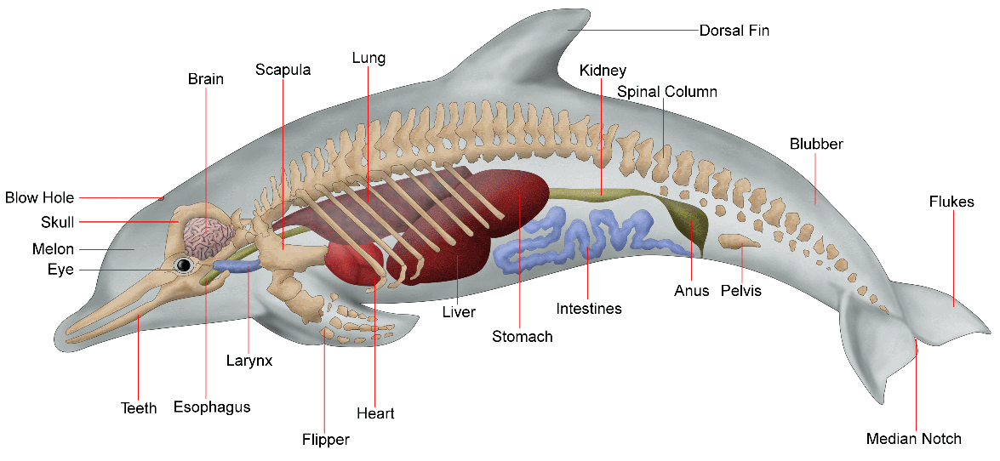 Dorsal Fin
Lung
Scapula
Kidney
Brain
Spinal Column
Blubber
Blow Hole
Flukes
Skull
Melon
Eye
Anus
Pelvis
Intestines
Liver
Stomach
Larynx
Teeth
Esophagus
Heart
Flipper
Median Notch